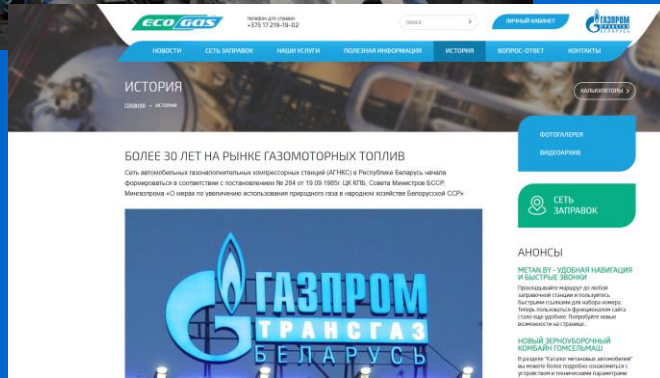 ECO GAS
телефон для справки
+375 17 219-19-02
ПОИСК
ЛИЧНЫЙ КАБИНЕТ
ГАЗПРОМ
ТРАНСГАЗ
БЕЛАРУСЬ
НОВОСТИ
СЕТЬ ЗАПРАВОК
НАШИ УСЛУГИ
ПОЛЕЗНАЯ ИНФОРМАЦИЯ
ИСТОРИЯ
ВОПРОС-ОТВЕТ
КОНТАКТЫ
ИСТОРИЯ
ГЛАВНАЯ - ИСТОРИЯ
КАЛЬКУЛЯТОРЫ
БОЛЕЕ 30 ЛЕТ НА РЫНКЕ ГАЗОМОТОРНЫХ ТОПЛИВ
Сеть автомобильных газонаполнительных компрессорных станций (АГНКС) в Республике Беларусь начала
формироваться в соответствии с постановлением № 284 от 19.09.1985г. ЦК КПБ, Совета Министров БССР,
Мингазпрома «О мерах по увеличению использования природного газа в народном хозяйстве Белорусской ССР»
ГАЗПРОМ
ТРАНСГАЗ
БЕЛАРУСЬ
ФОТОГАЛЕРЕЯ
ВИДЕОАРХИВ
СЕТЬ
ЗАПРАВОК
АНОНСЫ
METAN.BY - УДОБНАЯ НАВИГАЦИЯ
И БЫСТРЫЕ ЗВОНКИ
Прокладывайте маршрут до любой
заправочной станции и пользуйтесь
быстрыми ссылками для набора номера.
Теперь пользоваться функционалом сайта
стало еще удобнее. Попробуйте новые
возможности на странице..
НОВЫЙ ЗЕРНОУБОРОЧНЫЙ
КОМБАЙН ГОМСЕЛЬМАШ
В разделе "Каталог метановых автомобилей"
вы можете более подробно ознакомиться с
устройством и техническими параметрами